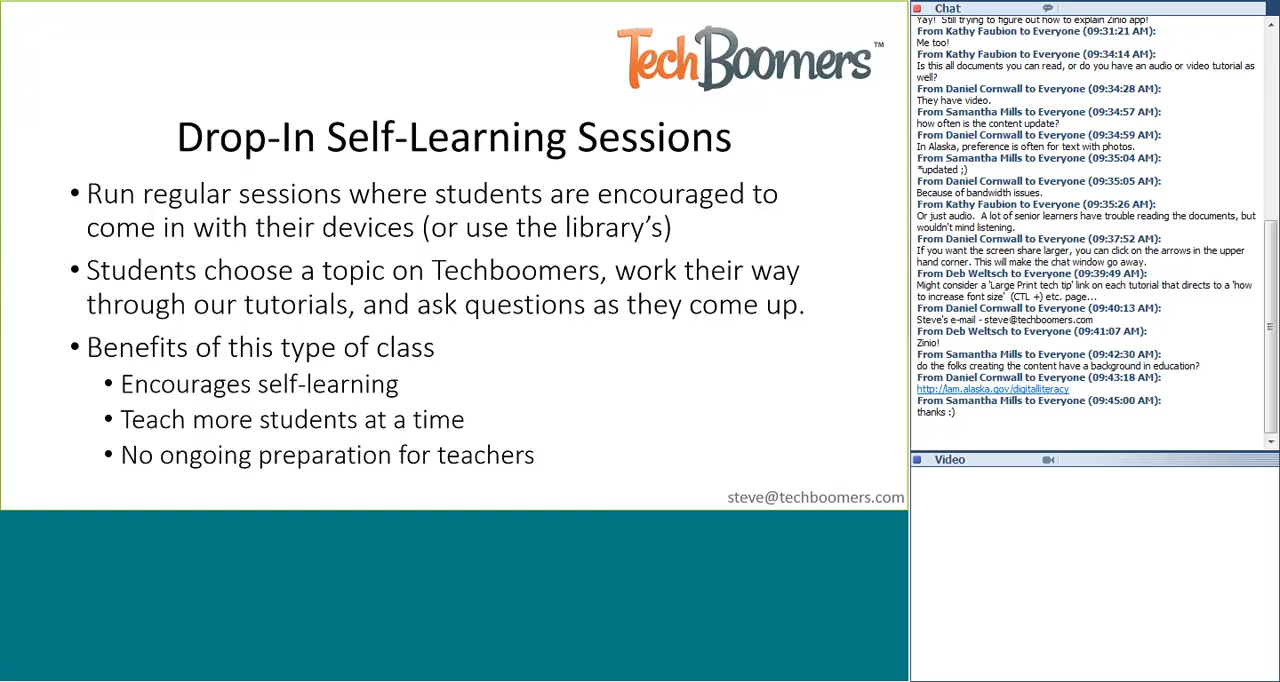 TechBoomers™
Drop-In Self-Learning Sessions
• Run regular sessions where students are encouraged to
come in with their devices (or use the library’s)
• Students choose a topic on Techboomers, work their way
through our tutorials, and ask questions as they come up.
• Benefits of this type of class
• Encourages self-learning
• Teach more students at a time
• No ongoing preparation for teachers
steve@techboomers.com
Chat
Yay! Still trying to figure out how to explain Zinio app!
From Kathy Faubion to Everyone (09:31:21 AM):
Me too!
From Kathy Faubion to Everyone (09:34:14 AM):
Is this all documents you can read, or do you have an audio or video tutorial as
well?
From Daniel Cornwall to Everyone (09:34:28 AM):
They have video.
From Samantha Mills to Everyone (09:34:57 AM):
how often is the content update?
From Daniel Cornwall to Everyone (09:34:59 AM):
In Alaska, preference is often for text with photos.
From Samantha Mills to Everyone (09:35:04 AM):
*updated ;)
From Daniel Cornwall to Everyone (09:35:05 AM):
Because of bandwidth issues.
From Kathy Faubion to Everyone (09:35:26 AM):
Or just audio. A lot of senior learners have trouble reading the documents, but
wouldn't mind listening.
From Daniel Cornwall to Everyone (09:37:52 AM):
If you want the screen share larger, you can click on the arrows in the upper
hand corner. This will make the chat window go away.
From Deb Weltsch to Everyone (09:39:49 AM):
Might consider a 'Large Print tech tip' link on each tutorial that directs to a 'how
to increase font size' (CTL +) etc. page...
From Daniel Cornwall to Everyone (09:40:13 AM):
Steve's e-mail - steve@techboomers.com
From Deb Weltsch to Everyone (09:41:07 AM):
Zinio!
From Samantha Mills to Everyone (09:42:30 AM):
do the folks creating the content have a background in education?
From Daniel Cornwall to Everyone (09:43:18 AM):
http://lam.alaska.gov/digitalliteracy
From Samantha Mills to Everyone (09:45:00 AM):
thanks :)
Video